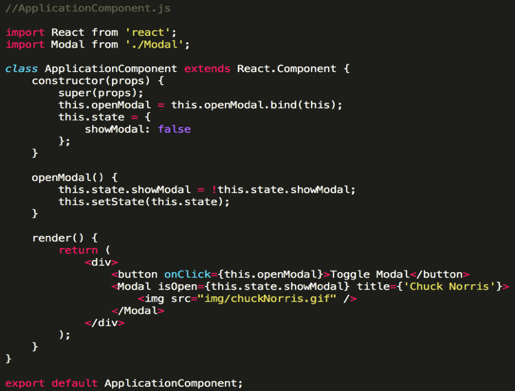 //ApplicationComponent.js
import React from 'react';
import Modal from './Modal';
class ApplicationComponent extends React.Component {
constructor(props) {
super(props);
this.openModal = this.openModal.bind(this);
this.state = {
showModal: false
};
}
openModal() {
this.state.showModal = !this.state.showModal;
this.setState(this.state);
}
render() {
return (
<div>
<button onClick={this.openModal}>Toggle Modal</button>
<Modal isOpen={this.state.showModal} title={'Chuck Norris'}>
<img src="img/chuckNorris.gif" />
</Modal>
</div>
);
}
}
export default ApplicationComponent;